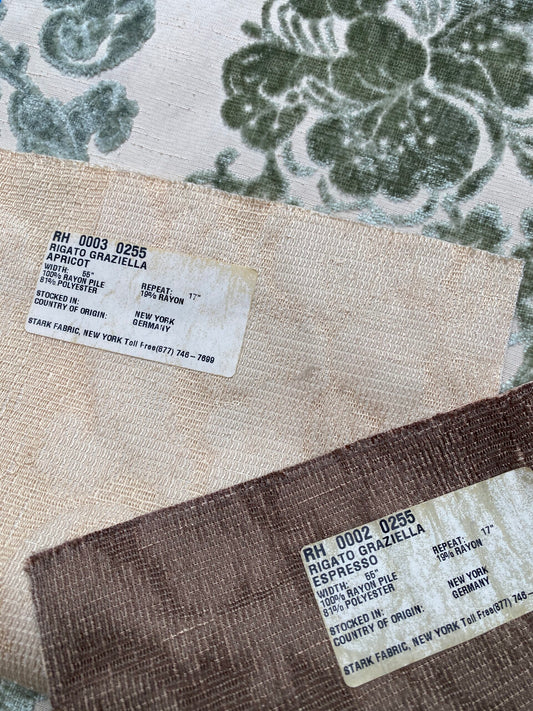 RH 0003 0255
RIGATO GRAZIELLA
APRICOT
WIDTH: 55" REPEAT: 17"
100% RAYON PILE 19% RAYON
81% POLYESTER
STOCKED IN: NEW YORK
COUNTRY OF ORIGIN: GERMANY
STARK FABRIC, NEW YORK Toll Free(877) 746-7899
RH 0002 0255
RIGATO GRAZIELLA
ESPRESSO
WIDTH: 55" REPEAT: 17"
100% RAYON PILE 19% RAYON
81% POLYESTER
STOCKED IN: NEW YORK
COUNTRY OF ORIGIN: GERMANY
STARK FABRIC, NEW YORK Toll Free(877) 746